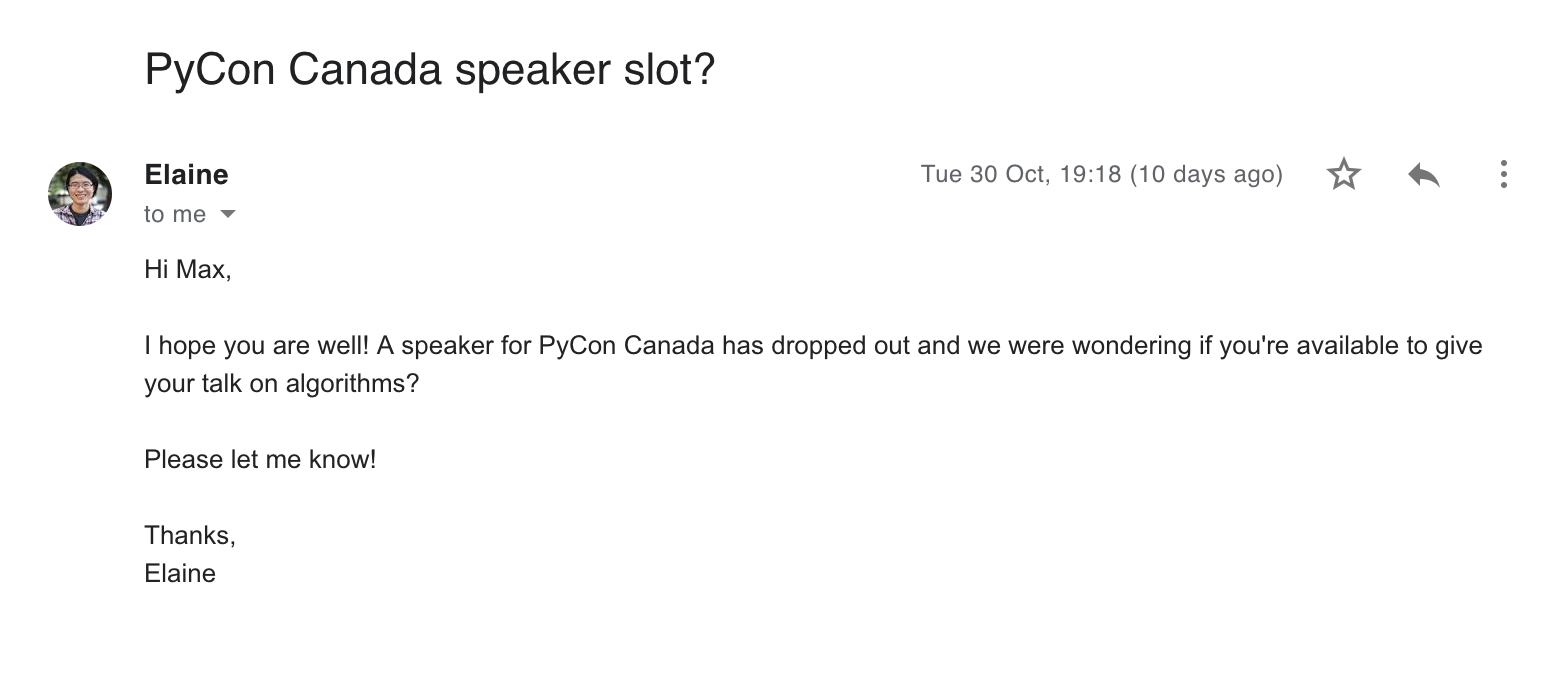 PyCon Canada speaker slot?
Elaine
Tue 30 Oct, 19:18 (10 days ago)
to me
Hi Max,
I hope you are well! A speaker for PyCon Canada has dropped out and we were wondering if you're available to give
your talk on algorithms?
Please let me know!
Thanks,
Elaine